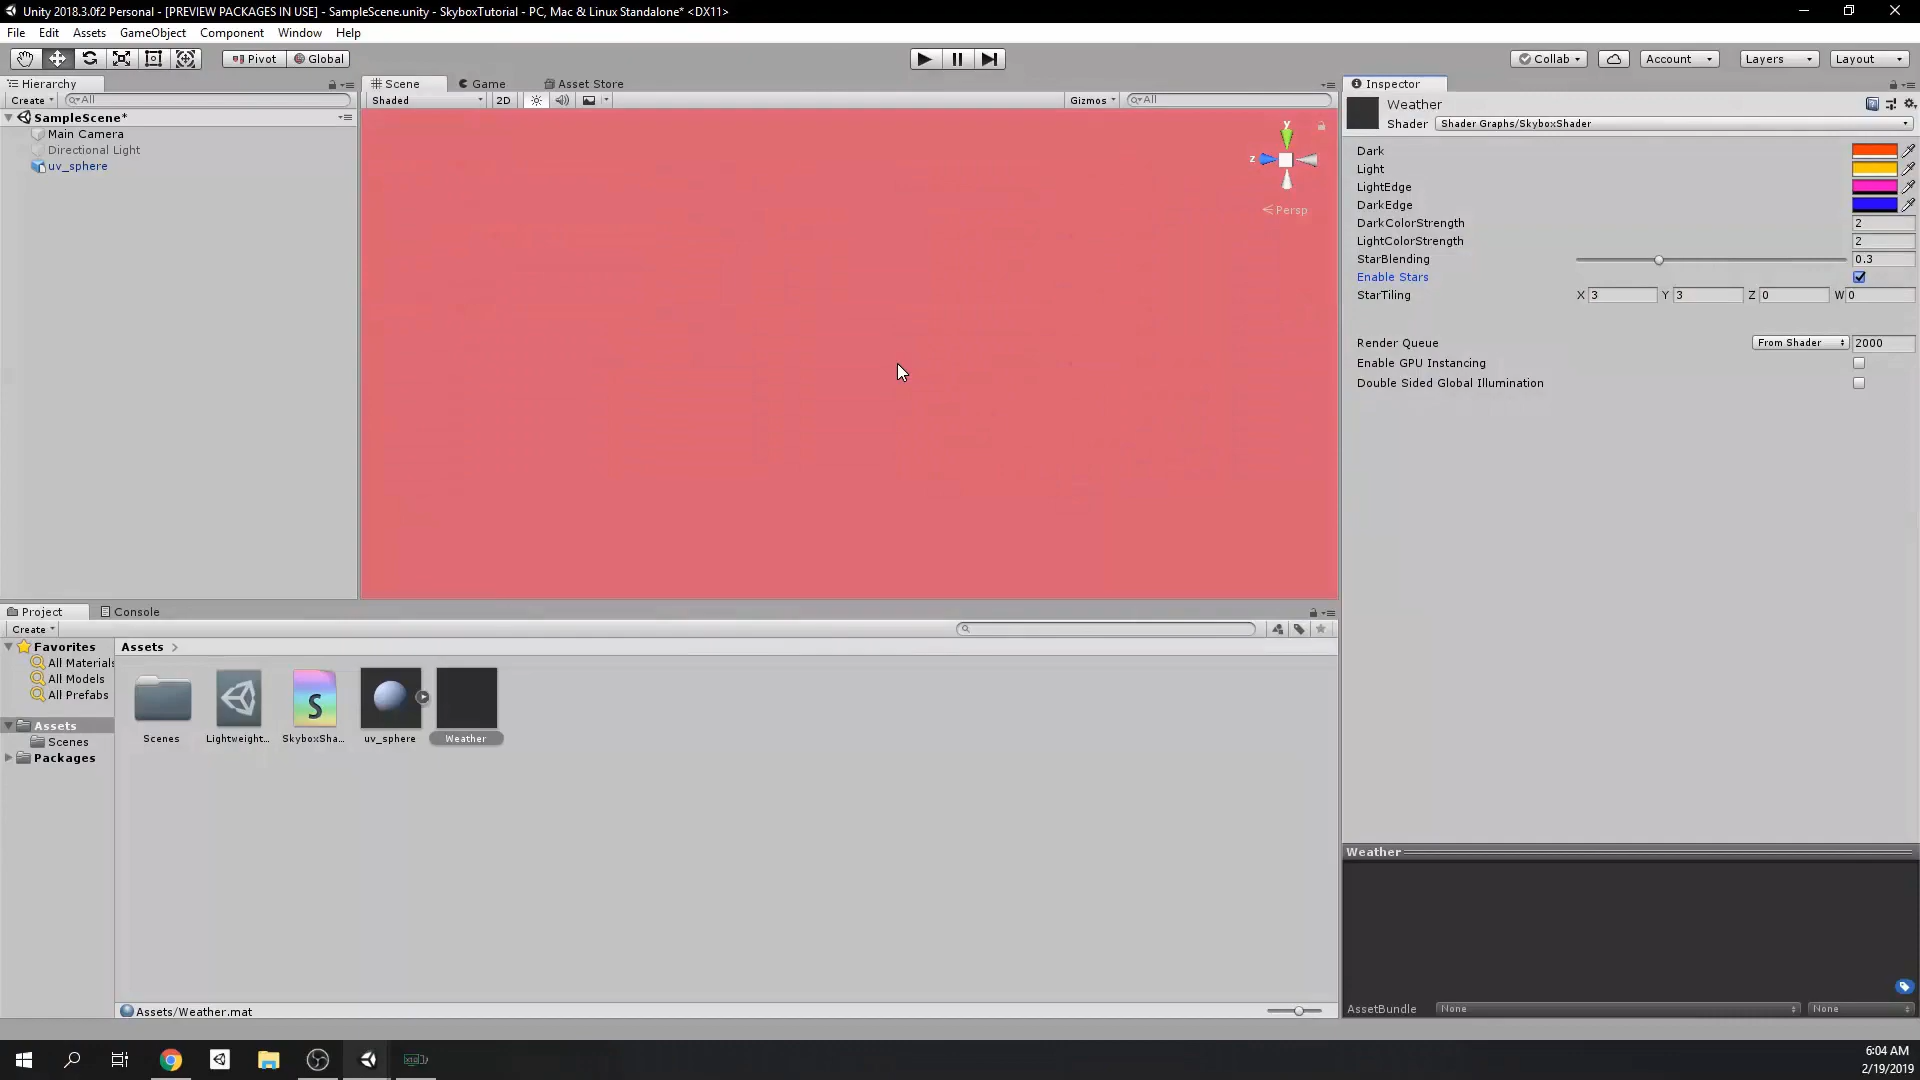 Unity 2018.3.0f2 Personal - [PREVIEW PACKAGES IN USE] - SampleScene.unity - SkyboxTutorial - PC, Mac & Linux Standalone* <DX11>
File Edit Assets GameObject Component Window Help
Pivot Global Collab Account Layers Layout
Hierarchy
Create All
SampleScene*
Main Camera
Directional Light
uv_sphere
Scene Game Asset Store
Shaded 2D Gizmos All
y
z
Persp
Inspector
Weather
Shader Shader Graphs/SkyboxShader
Dark
Light
LightEdge
DarkEdge
DarkColorStrength 2
LightColorStrength 2
StarBlending 0.3
Enable Stars
StarTiling X 3 Y 3 Z 0 W 0
Render Queue From Shader 2000
Enable GPU Instancing
Double Sided Global Illumination
Project Console
Create
Favorites
All Materials
All Models
All Prefabs
Assets
Scenes
Packages
Assets
Scenes Lightweight... SkyboxSha... uv_sphere Weather
S
Assets/Weather.mat
Weather
AssetBundle None None
6:04 AM
2/19/2019